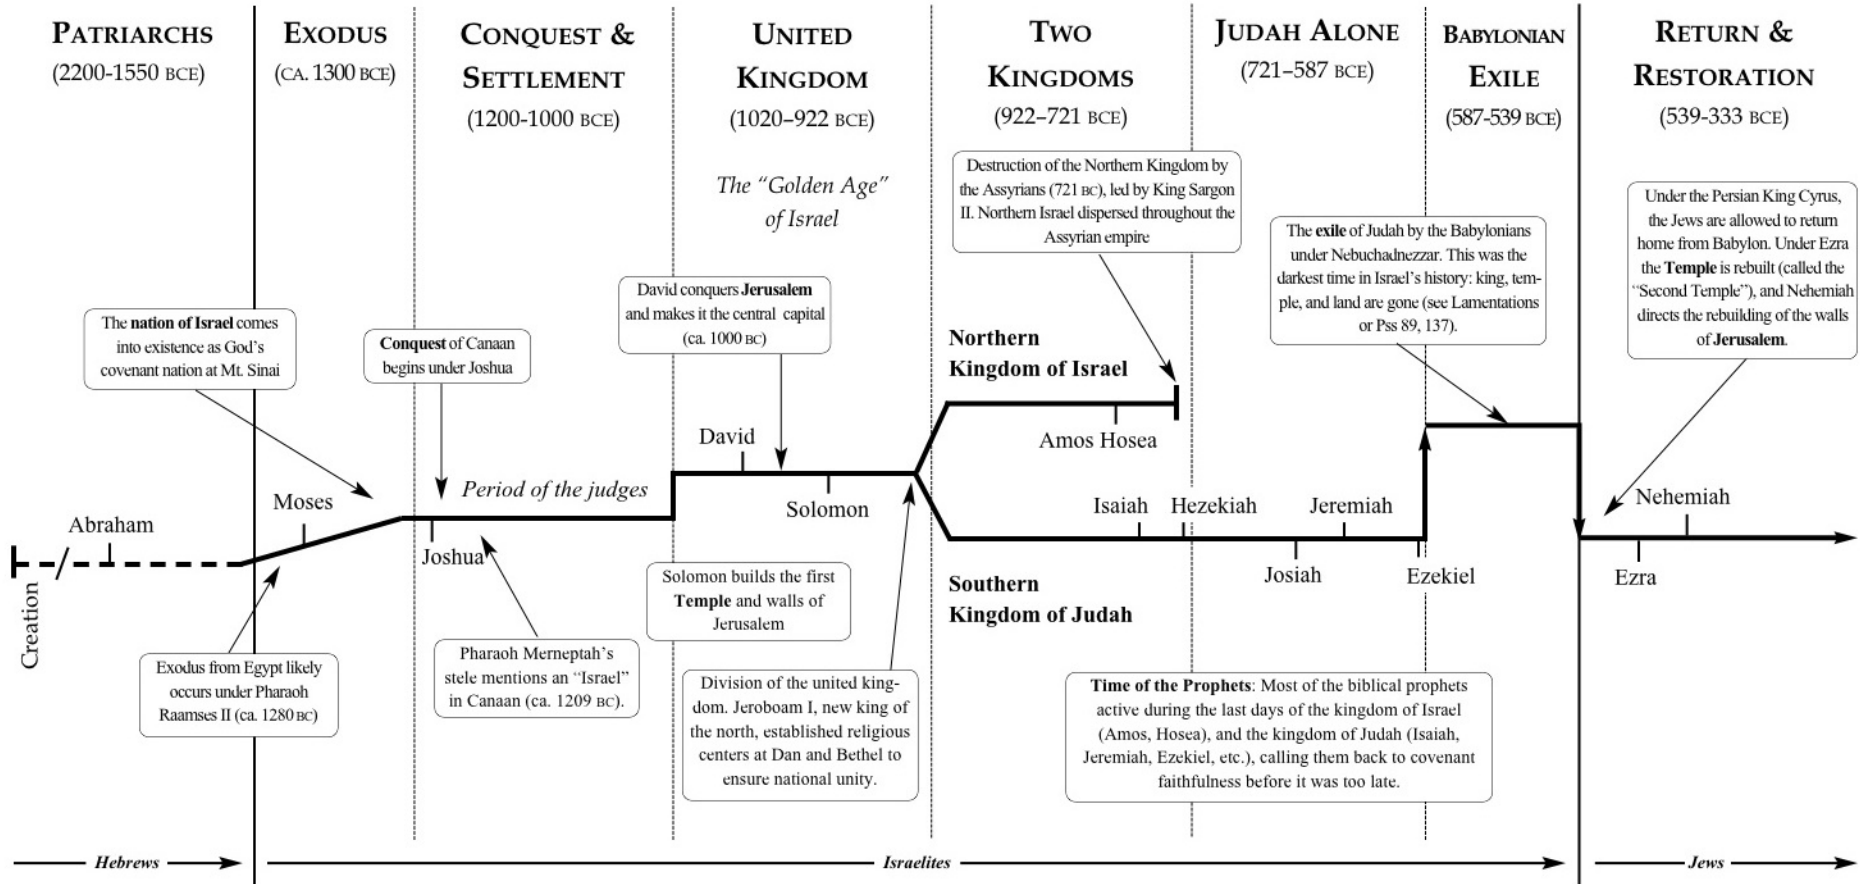 PATRIARCHS
(2200-1550 BCE)
EXODUS
(CA. 1300 BCE)
CONQUEST &
SETTLEMENT
(1200-1000 BCE)
UNITED
KINGDOM
(1020–922 BCE)
The “Golden Age”
of Israel
TWO
KINGDOMS
(922–721 BCE)
JUDAH ALONE
(721–587 BCE)
BABYLONIAN
EXILE
(587-539 BCE)
RETURN &
RESTORATION
(539-333 BCE)
Destruction of the Northern Kingdom by
the Assyrians (721 BC), led by King Sargon
II. Northern Israel dispersed throughout the
Assyrian empire
The exile of Judah by the Babylonians
under Nebuchadnezzar. This was the
darkest time in Israel’s history: king, tem-
ple, and land are gone (see Lamentations
or Pss 89, 137).
Under the Persian King Cyrus,
the Jews are allowed to return
home from Babylon. Under Ezra
the Temple is rebuilt (called the
“Second Temple”), and Nehemiah
directs the rebuilding of the walls
of Jerusalem.
The nation of Israel comes
into existence as God’s
covenant nation at Mt. Sinai
Conquest of Canaan
begins under Joshua
David conquers Jerusalem
and makes it the central capital
(ca. 1000 BC)
Northern
Kingdom of Israel
Amos Hosea
David
Solomon
Period of the judges
Moses
Abraham
Joshua
Creation
Isaiah
Hezekiah
Jeremiah
Josiah
Ezekiel
Nehemiah
Ezra
Southern
Kingdom of Judah
Exodus from Egypt likely
occurs under Pharaoh
Raamses II (ca. 1280 BC)
Pharaoh Merneptah’s
stele mentions an “Israel”
in Canaan (ca. 1209 BC).
Solomon builds the first
Temple and walls of
Jerusalem
Division of the united king-
dom. Jeroboam I, new king of
the north, established religious
centers at Dan and Bethel to
ensure national unity.
Time of the Prophets: Most of the biblical prophets
active during the last days of the kingdom of Israel
(Amos, Hosea), and the kingdom of Judah (Isaiah,
Jeremiah, Ezekiel, etc.), calling them back to covenant
faithfulness before it was too late.
Hebrews
Israelites
Jews